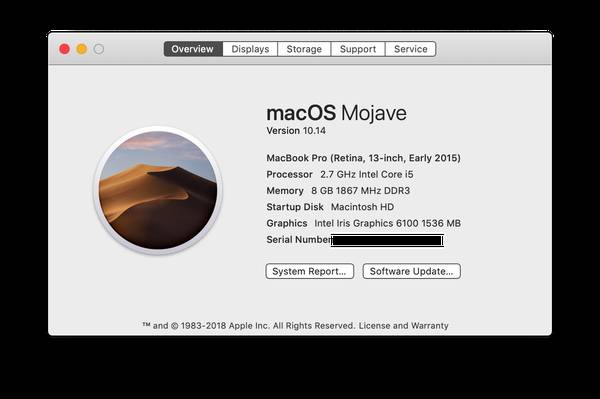 Overview Displays Storage Support Service
macOS Mojave
Version 10.14
MacBook Pro (Retina, 13-inch, Early 2015)
Processor 2.7 GHz Intel Core i5
Memory 8 GB 1867 MHz DDR3
Startup Disk Macintosh HD
Graphics Intel Iris Graphics 6100 1536 MB
Serial Number
System Report... Software Update...
™ and © 1983-2018 Apple Inc. All Rights Reserved. License and Warranty